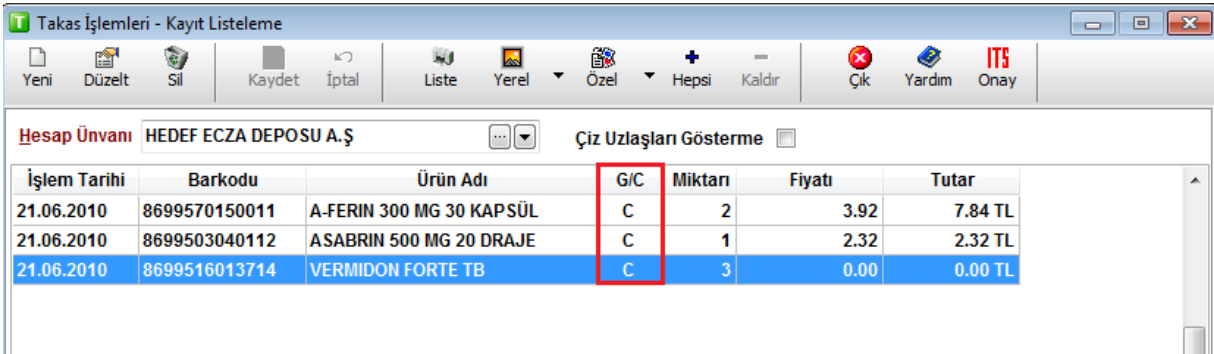 T Takas İşlemleri - Kayıt Listeleme
Yeni Düzelt Sil Kaydet İptal Liste Yerel Özel Hepsi Kaldır Çık Yardım ITS Onay
Hesap Ünvanı HEDEF ECZA DEPOSU A.Ş ... Çiz Uzlaşları Gösterme
İşlem Tarihi Barkodu Ürün Adı G/C Miktarı Fiyatı Tutar
21.06.2010 8699570150011 A-FERIN 300 MG 30 KAPSÜL C 2 3.92 7.84 TL
21.06.2010 8699503040112 ASABRIN 500 MG 20 DRAJE C 1 2.32 2.32 TL
21.06.2010 8699516013714 VERMIDON FORTE TB C 3 0.00 0.00 TL